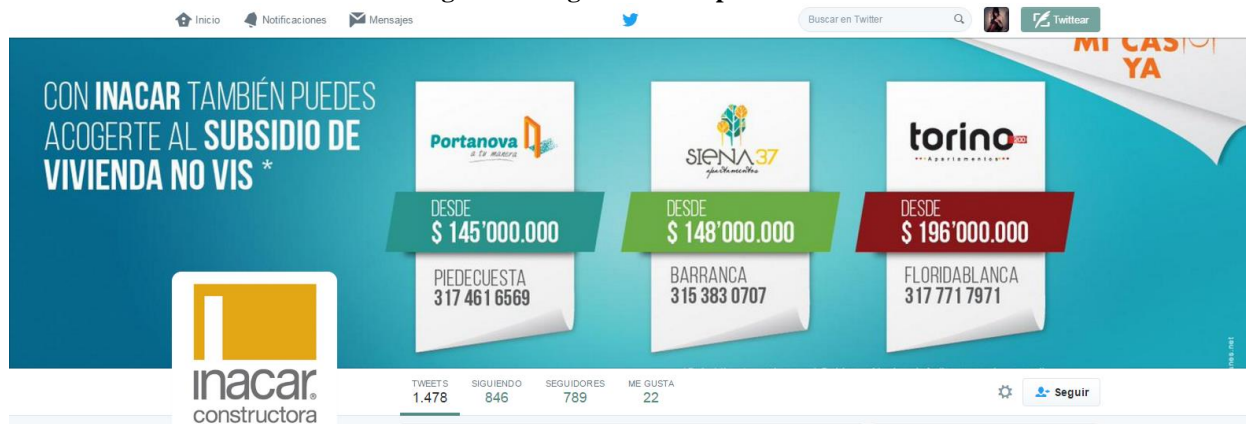 Inicio Notificaciones Mensajes Buscar en Twitter Twittear
MI CASA
YA
CON INACAR TAMBIÉN PUEDES
ACOGERTE AL SUBSIDIO DE
VIVIENDA NO VIS *
Portanova
a tu manera
DESDE
$ 145'000.000
PIEDECUESTA
317 461 6569
SIENA 37
apartamentos
DESDE
$ 148'000.000
BARRANCA
315 383 0707
torino
Apartamentos
DESDE
$ 196'000.000
FLORIDABLANCA
317 771 7971
inacar
constructora
TWEETS SIGUIENDO SEGUIDORES ME GUSTA
1.478 846 789 22
Seguir